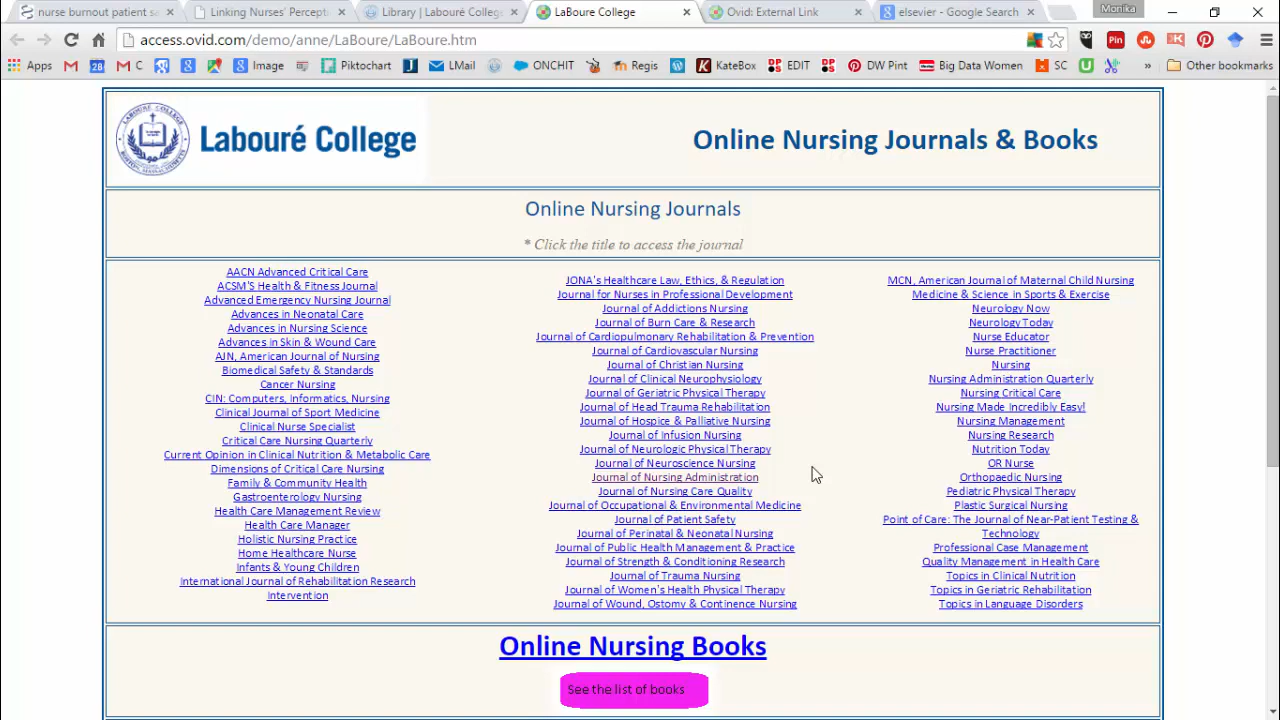 nurse burnout patient sa
Linking Nurses' Percept
Library | Labouré Colleg
LaBoure College
Ovid: External Link
elsevier - Google Search
Monika
access.ovid.com/demo/anne/LaBoure/LaBoure.htm
Apps
M C
Image
Piktochart
LMail
ONCHIT
Regis
KateBox
EDIT
DW Pint
Big Data Women
SC
» Other bookmarks
Labouré College
Online Nursing Journals & Books
Online Nursing Journals
* Click the title to access the journal
AACN Advanced Critical Care
ACSM'S Health & Fitness Journal
Advanced Emergency Nursing Journal
Advances in Neonatal Care
Advances in Nursing Science
Advances in Skin & Wound Care
AJN, American Journal of Nursing
Biomedical Safety & Standards
Cancer Nursing
CIN: Computers, Informatics, Nursing
Clinical Journal of Sport Medicine
Clinical Nurse Specialist
Critical Care Nursing Quarterly
Current Opinion in Clinical Nutrition & Metabolic Care
Dimensions of Critical Care Nursing
Family & Community Health
Gastroenterology Nursing
Health Care Management Review
Health Care Manager
Holistic Nursing Practice
Home Healthcare Nurse
Infants & Young Children
International Journal of Rehabilitation Research
Intervention
JONA's Healthcare Law, Ethics, & Regulation
Journal for Nurses in Professional Development
Journal of Addictions Nursing
Journal of Burn Care & Research
Journal of Cardiopulmonary Rehabilitation & Prevention
Journal of Cardiovascular Nursing
Journal of Christian Nursing
Journal of Clinical Neurophysiology
Journal of Geriatric Physical Therapy
Journal of Head Trauma Rehabilitation
Journal of Hospice & Palliative Nursing
Journal of Infusion Nursing
Journal of Neurologic Physical Therapy
Journal of Neuroscience Nursing
Journal of Nursing Administration
Journal of Nursing Care Quality
Journal of Occupational & Environmental Medicine
Journal of Patient Safety
Journal of Perinatal & Neonatal Nursing
Journal of Public Health Management & Practice
Journal of Strength & Conditioning Research
Journal of Trauma Nursing
Journal of Women's Health Physical Therapy
Journal of Wound, Ostomy & Continence Nursing
MCN, American Journal of Maternal Child Nursing
Medicine & Science in Sports & Exercise
Neurology Now
Neurology Today
Nurse Educator
Nurse Practitioner
Nursing
Nursing Administration Quarterly
Nursing Critical Care
Nursing Made Incredibly Easy!
Nursing Management
Nursing Research
Nutrition Today
OR Nurse
Orthopaedic Nursing
Pediatric Physical Therapy
Plastic Surgical Nursing
Point of Care: The Journal of Near-Patient Testing &
Technology
Professional Case Management
Quality Management in Health Care
Topics in Clinical Nutrition
Topics in Geriatric Rehabilitation
Topics in Language Disorders
Online Nursing Books
See the list of books